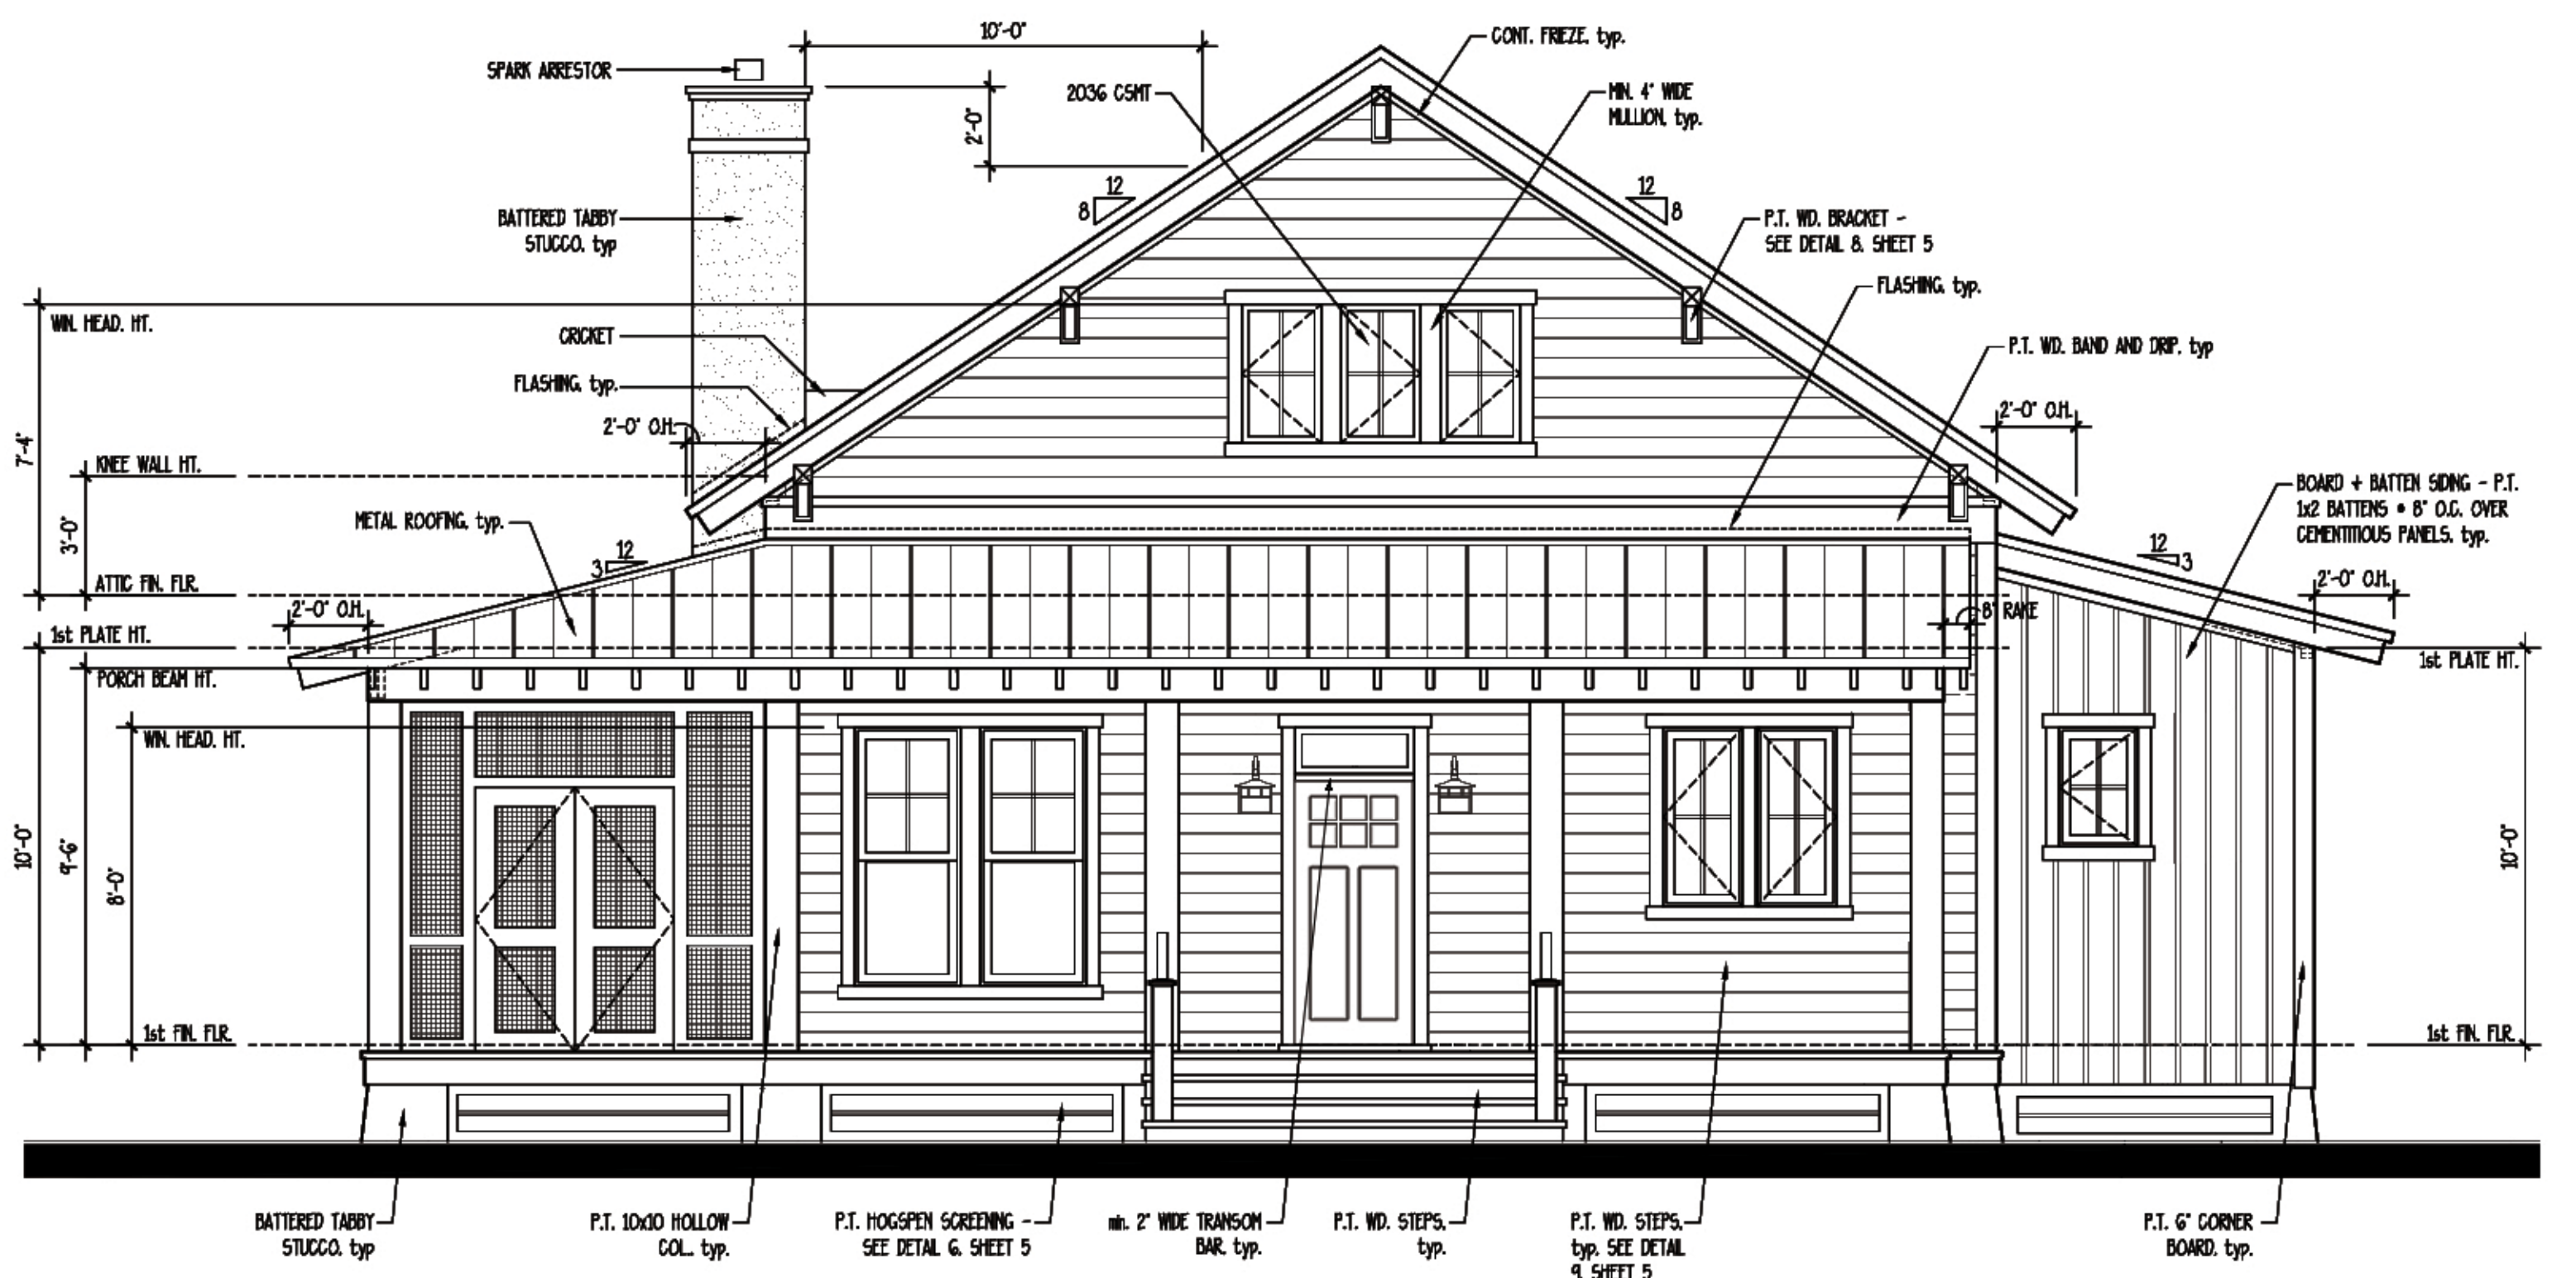 10'-0"
SPARK ARRESTOR
CONT. FRIEZE, typ.
2036 CSMT
MIN. 4" WIDE
MULLION, typ.
2'-0"
12
8
12
8
BATTERED TABBY
STUCCO, typ
P.T. WD. BRACKET -
SEE DETAIL 8, SHEET 5
FLASHING, typ.
WIN. HEAD. HT.
CRICKET
P.T. WD. BAND AND DRIP, typ
FLASHING, typ.
2'-0" O.H.
2'-0" O.H.
7'-4"
KNEE WALL HT.
BOARD + BATTEN SIDING - P.T.
1x2 BATTENS • 8" O.C. OVER
CEMENTITIOUS PANELS, typ.
METAL ROOFING, typ.
3'-0"
12
3
12
3
ATTIC FIN. FLR.
2'-0" O.H.
2'-0" O.H.
8" RAKE
1st PLATE HT.
1st PLATE HT.
PORCH BEAM HT.
WIN. HEAD. HT.
10'-0"
9'-6"
8'-0"
10'-0"
1st FIN. FLR.
1st FIN. FLR.
BATTERED TABBY
STUCCO, typ
P.T. 10x10 HOLLOW
COL., typ.
P.T. HOGSPEN SCREENING -
SEE DETAIL 6, SHEET 5
min. 2" WIDE TRANSOM
BAR, typ.
P.T. WD. STEPS,
typ.
P.T. WD. STEPS,
typ. SEE DETAIL
9, SHEET 5
P.T. 6" CORNER
BOARD, typ.